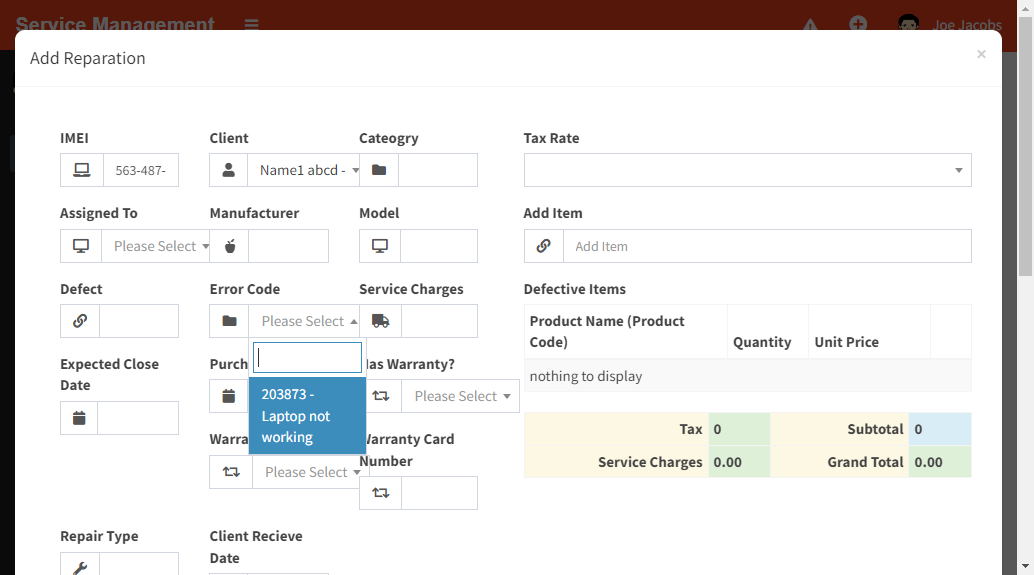 Service Management
Joe Jacobs
Add Reparation
×
IMEI
Client
Cateogry
Tax Rate
563-487-
Name1 abcd -
Assigned To
Manufacturer
Model
Add Item
Please Select
Add Item
Defect
Error Code
Service Charges
Defective Items
Please Select
Product Name (Product
Code)
Quantity
Unit Price
nothing to display
Expected Close
Date
Purch
Has Warranty?
203873 -
Laptop not
working
Please Select
Tax
0
Subtotal
0
Service Charges
0.00
Grand Total
0.00
Warra
Warranty Card
Number
Please Select
Repair Type
Client Recieve
Date